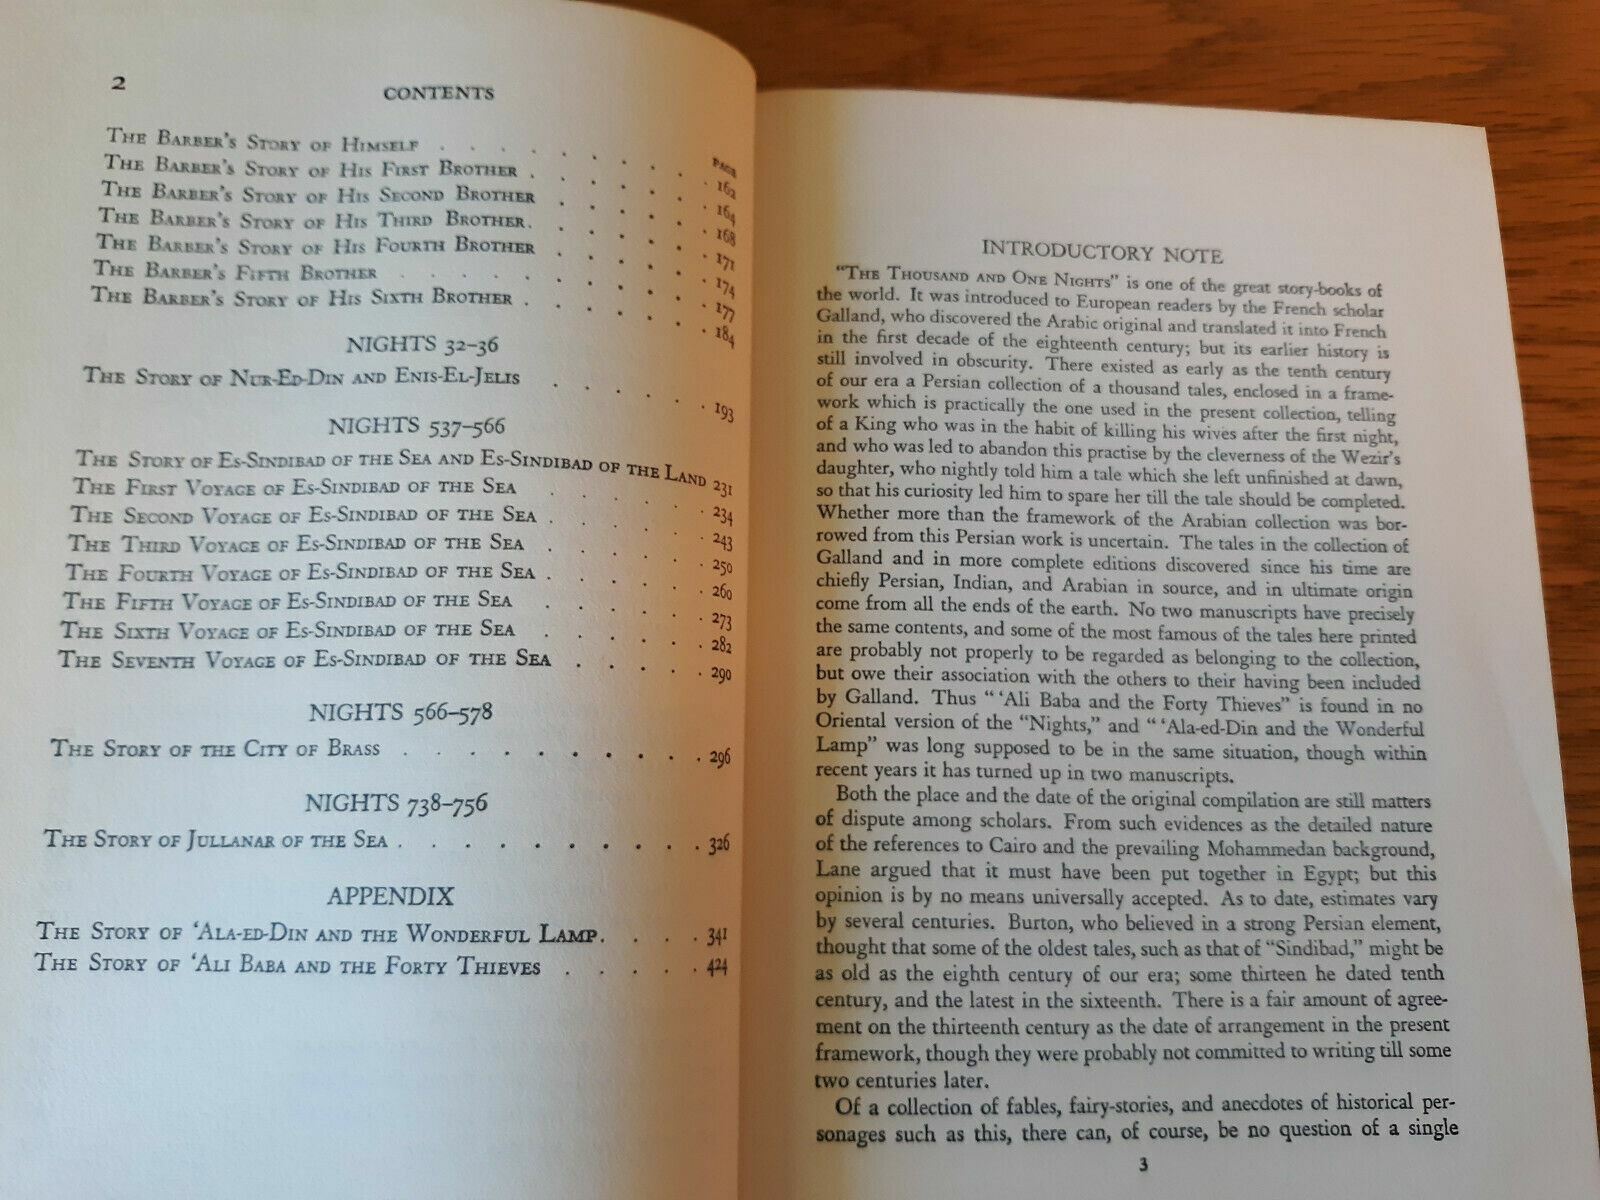 2
CONTENTS
PAGE
THE BARBER'S STORY OF HIMSELF . . . . . . . . 162
THE BARBER'S STORY OF HIS FIRST BROTHER . . . . . . 164
THE BARBER'S STORY OF HIS SECOND BROTHER . . . . . 168
THE BARBER'S STORY OF HIS THIRD BROTHER. . . . . . 171
THE BARBER'S STORY OF HIS FOURTH BROTHER . . . . . 174
THE BARBER'S FIFTH BROTHER . . . . . . . . . 177
THE BARBER'S STORY OF HIS SIXTH BROTHER . . . . . . 184
NIGHTS 32–36
THE STORY OF NUR-ED-DIN AND ENIS-EL-JELIS . . . . . . 193
NIGHTS 537–566
THE STORY OF ES-SINDIBAD OF THE SEA AND ES-SINDIBAD OF THE LAND 231
THE FIRST VOYAGE OF ES-SINDIBAD OF THE SEA . . . . . . 234
THE SECOND VOYAGE OF ES-SINDIBAD OF THE SEA . . . . . . 243
THE THIRD VOYAGE OF ES-SINDIBAD OF THE SEA . . . . . . 250
THE FOURTH VOYAGE OF ES-SINDIBAD OF THE SEA . . . . . . 260
THE FIFTH VOYAGE OF ES-SINDIBAD OF THE SEA . . . . . 273
THE SIXTH VOYAGE OF ES-SINDIBAD OF THE SEA . . . . . 282
THE SEVENTH VOYAGE OF ES-SINDIBAD OF THE SEA . . . . . 290
NIGHTS 566–578
THE STORY OF THE CITY OF BRASS . . . . . . . . . . 296
NIGHTS 738–756
THE STORY OF JULLANAR OF THE SEA . . . . . . . . . . 326
APPENDIX
THE STORY OF ‘ALA-ED-DIN AND THE WONDERFUL LAMP. . . . 341
THE STORY OF ‘ALI BABA AND THE FORTY THIEVES . . . . . 424
INTRODUCTORY NOTE
"THE THOUSAND AND ONE NIGHTS" is one of the great story-books of
the world. It was introduced to European readers by the French scholar
Galland, who discovered the Arabic original and translated it into French
in the first decade of the eighteenth century; but its earlier history is
still involved in obscurity. There existed as early as the tenth century
of our era a Persian collection of a thousand tales, enclosed in a frame-
work which is practically the one used in the present collection, telling
of a King who was in the habit of killing his wives after the first night,
and who was led to abandon this practise by the cleverness of the Wezir's
daughter, who nightly told him a tale which she left unfinished at dawn,
so that his curiosity led him to spare her till the tale should be completed.
Whether more than the framework of the Arabian collection was bor-
rowed from this Persian work is uncertain. The tales in the collection of
Galland and in more complete editions discovered since his time are
chiefly Persian, Indian, and Arabian in source, and in ultimate origin
come from all the ends of the earth. No two manuscripts have precisely
the same contents, and some of the most famous of the tales here printed
are probably not properly to be regarded as belonging to the collection,
but owe their association with the others to their having been included
by Galland. Thus “ ‘Ali Baba and the Forty Thieves” is found in no
Oriental version of the “Nights,” and “ ‘Ala-ed-Din and the Wonderful
Lamp” was long supposed to be in the same situation, though within
recent years it has turned up in two manuscripts.
Both the place and the date of the original compilation are still matters
of dispute among scholars. From such evidences as the detailed nature
of the references to Cairo and the prevailing Mohammedan background,
Lane argued that it must have been put together in Egypt; but this
opinion is by no means universally accepted. As to date, estimates vary
by several centuries. Burton, who believed in a strong Persian element,
thought that some of the oldest tales, such as that of “Sindibad,” might be
as old as the eighth century of our era; some thirteen he dated tenth
century, and the latest in the sixteenth. There is a fair amount of agree-
ment on the thirteenth century as the date of arrangement in the present
framework, though they were probably not committed to writing till some
two centuries later.
Of a collection of fables, fairy-stories, and anecdotes of historical per-
sonages such as this, there can, of course, be no question of a single
3